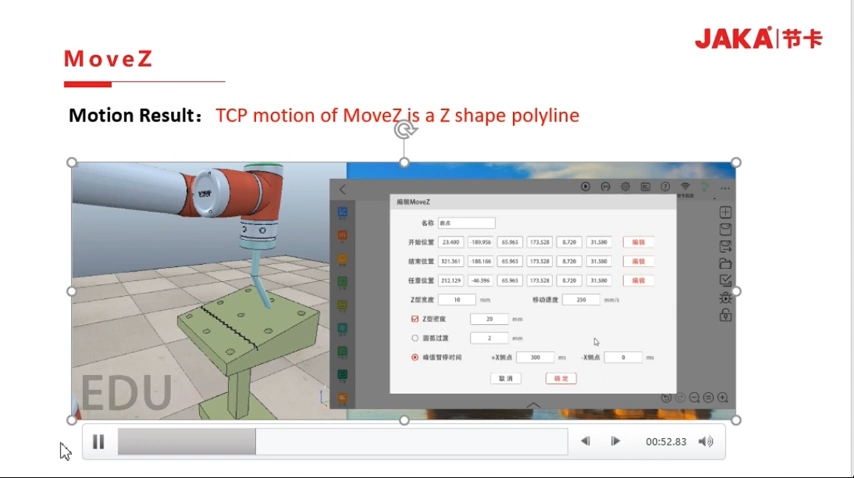 JAKA 节卡
MoveZ
Motion Result： TCP motion of MoveZ is a Z shape polyline
编辑MoveZ
名称
开始位置 23.400 -189.956 65.965 173.528 8.720 31.580 编辑
结束位置 321.361 -188.166 65.965 173.528 8.720 31.580 编辑
任意位置 212.129 -46.596 65.965 173.528 8.720 31.580 编辑
Z型宽度 10 mm 移动速度 250 mm/s
Z型密度 20 mm
圆弧过渡 2 mm
峰值暂停时间 +X侧点 300 ms -X侧点 0 ms
取消 确定
EDU
00:52.83